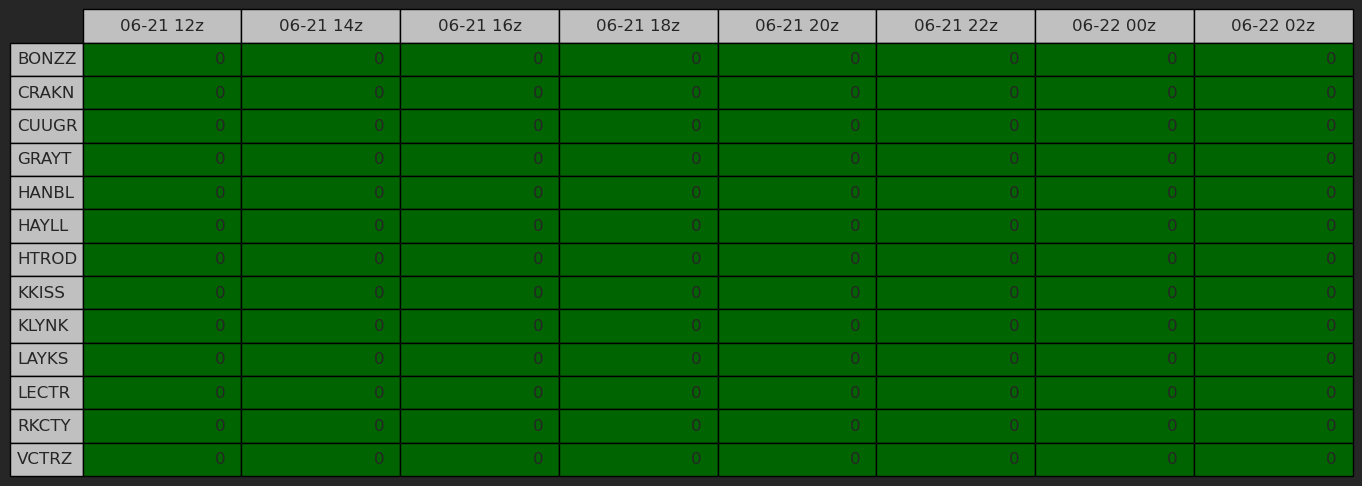 06-21 12z 06-21 14z 06-21 16z 06-21 18z 06-21 20z 06-21 22z 06-22 00z 06-22 02z
BONZZ 0 0 0 0 0 0 0 0
CRAKN 0 0 0 0 0 0 0 0
CUUGR 0 0 0 0 0 0 0 0
GRAYT 0 0 0 0 0 0 0 0
HANBL 0 0 0 0 0 0 0 0
HAYLL 0 0 0 0 0 0 0 0
HTROD 0 0 0 0 0 0 0 0
KKISS 0 0 0 0 0 0 0 0
KLYNK 0 0 0 0 0 0 0 0
LAYKS 0 0 0 0 0 0 0 0
LECTR 0 0 0 0 0 0 0 0
RKCTY 0 0 0 0 0 0 0 0
VCTRZ 0 0 0 0 0 0 0 0